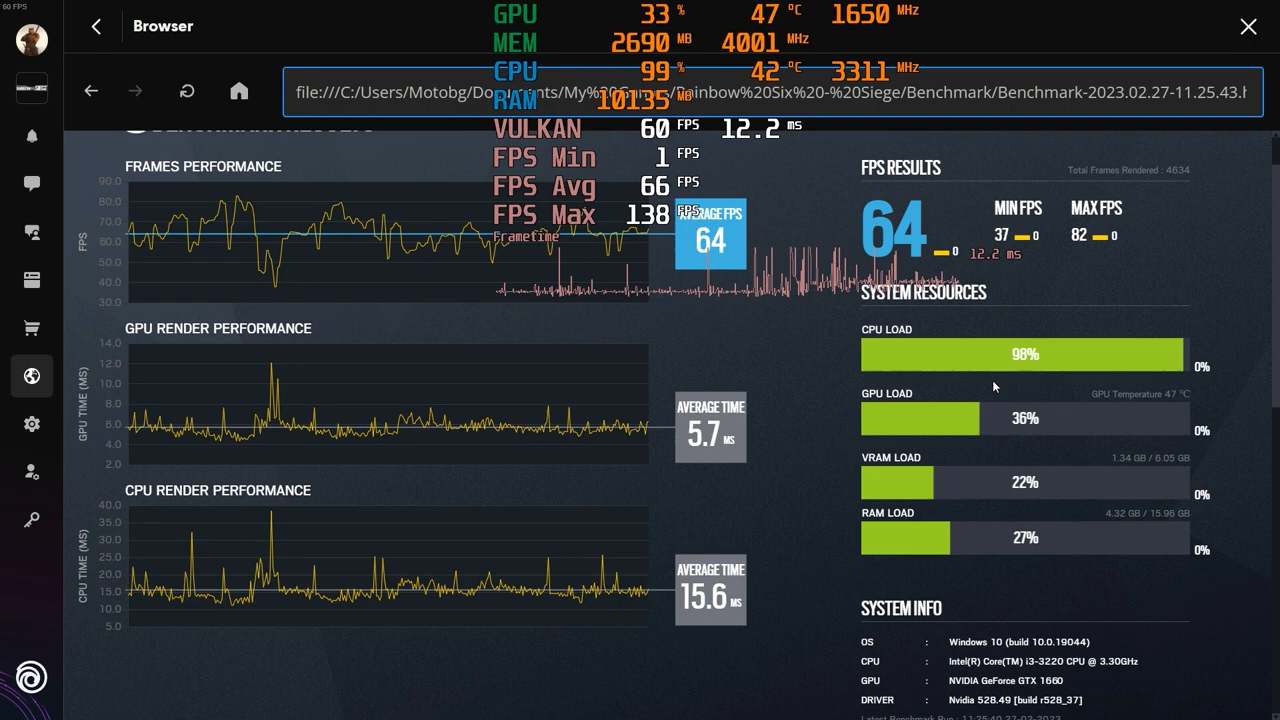 60 FPS
Browser
GPU 33 % 47 °C 1650 MHz
MEM 2690 MB 4001 MHz
CPU 99 % 42 °C 3311 MHz
RAM 10135 MB
VULKAN 60 FPS 12.2 ms
FPS Min 1 FPS
FPS Avg 66 FPS
FPS Max 138 FPS
Frametime
12.2 ms
FRAMES PERFORMANCE
90.0
80.0
70.0
60.0
50.0
40.0
30.0
FPS
AVERAGE FPS
64
GPU RENDER PERFORMANCE
14.0
12.0
10.0
8.0
6.0
4.0
2.0
GPU TIME (MS)
AVERAGE TIME
5.7 MS
CPU RENDER PERFORMANCE
40.0
35.0
30.0
25.0
20.0
15.0
10.0
5.0
CPU TIME (MS)
AVERAGE TIME
15.6 MS
FPS RESULTS
Total Frames Rendered : 4634
64 0
MIN FPS MAX FPS
37 0 82 0
SYSTEM RESOURCES
CPU LOAD
98% 0%
GPU LOAD GPU Temperature 47 °C
36% 0%
VRAM LOAD 1.34 GB / 6.05 GB
22% 0%
RAM LOAD 4.32 GB / 15.96 GB
27% 0%
SYSTEM INFO
OS : Windows 10 (build 10.0.19044)
CPU : Intel(R) Core(TM) i3-3220 CPU @ 3.30GHz
GPU : NVIDIA GeForce GTX 1660
DRIVER : Nvidia 528.49 [build r528_37]